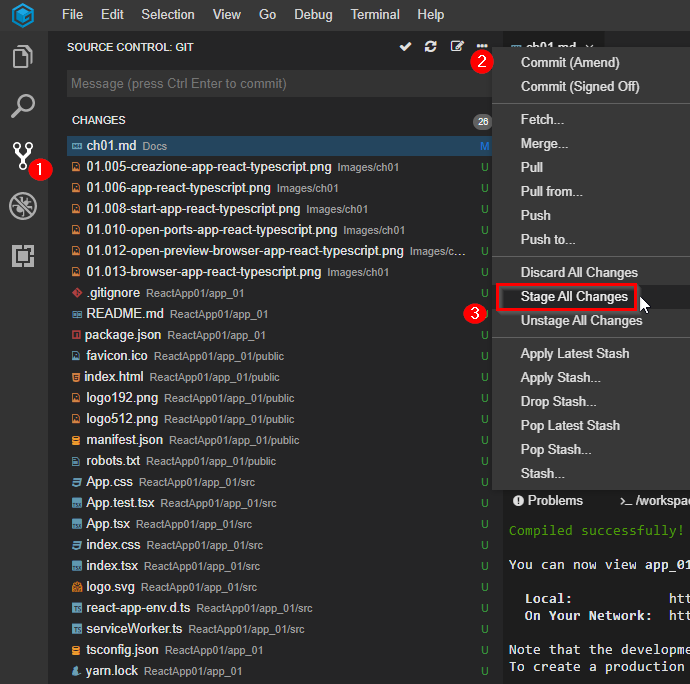 File Edit Selection View Go Debug Terminal Help
SOURCE CONTROL: GIT
ch01.md
2
Message (press Ctrl Enter to commit)
CHANGES 26
1
ch01.md Docs M
01.005-creazione-app-react-typescript.png Images/ch01 U
01.006-app-react-typescript.png Images/ch01 U
01.008-start-app-react-typescript.png Images/ch01 U
01.010-open-ports-app-react-typescript.png Images/ch01 U
01.012-open-preview-browser-app-react-typescript.png Images/c... U
01.013-browser-app-react-typescript.png Images/ch01 U
.gitignore ReactApp01/app_01 U
README.md ReactApp01/app_01
3
package.json ReactApp01/app_01 U
favicon.ico ReactApp01/app_01/public U
index.html ReactApp01/app_01/public U
logo192.png ReactApp01/app_01/public U
logo512.png ReactApp01/app_01/public U
manifest.json ReactApp01/app_01/public U
robots.txt ReactApp01/app_01/public U
App.css ReactApp01/app_01/src U
App.test.tsx ReactApp01/app_01/src U
App.tsx ReactApp01/app_01/src U
index.css ReactApp01/app_01/src U
index.tsx ReactApp01/app_01/src U
logo.svg ReactApp01/app_01/src U
react-app-env.d.ts ReactApp01/app_01/src U
serviceWorker.ts ReactApp01/app_01/src U
tsconfig.json ReactApp01/app_01 U
yarn.lock ReactApp01/app_01 U
Commit (Amend)
Commit (Signed Off)
Fetch...
Merge...
Pull
Pull from...
Push
Push to...
Discard All Changes
Stage All Changes
Unstage All Changes
Apply Latest Stash
Apply Stash...
Drop Stash...
Pop Latest Stash
Pop Stash...
Stash...
Problems >_ /workspac
Compiled successfully!
You can now view app_01
Local: htt
On Your Network: htt
Note that the developme
To create a production